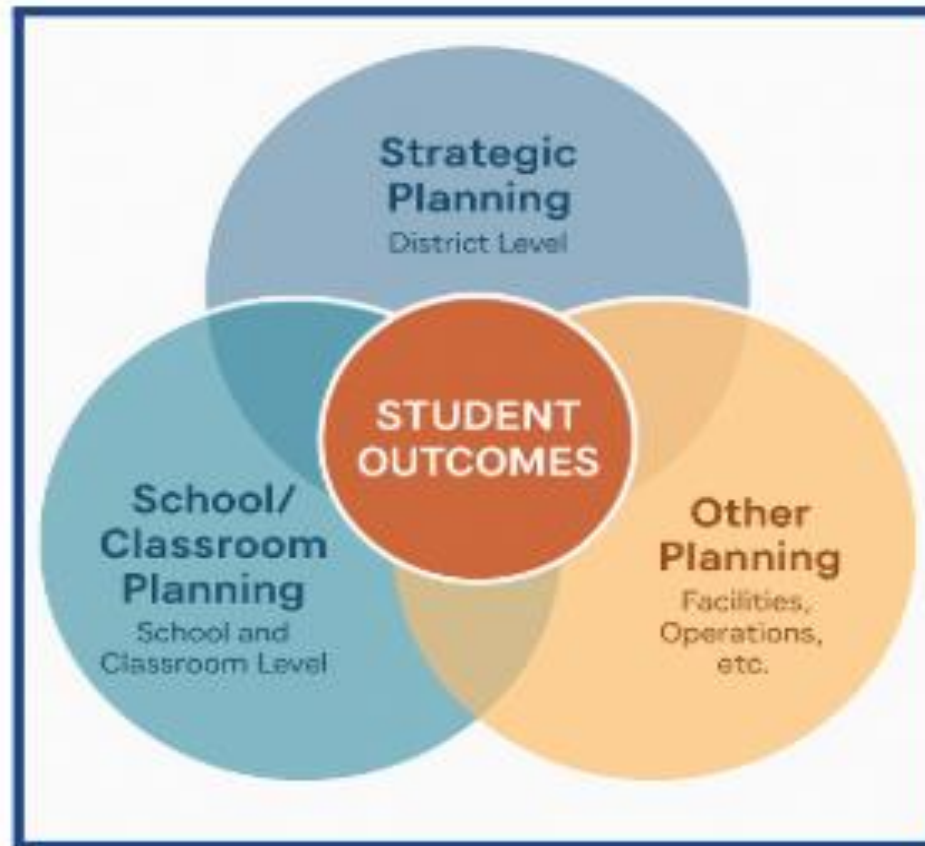 Strategic
Planning
District Level
STUDENT
OUTCOMES
School/
Classroom
Planning
School and
Classroom Level
Other
Planning
Facilities,
Operations,
etc.